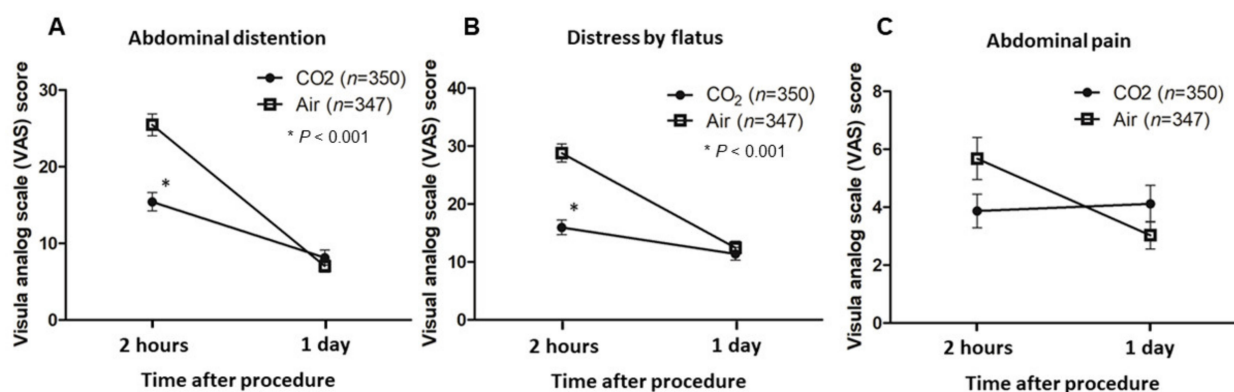 A
Abdominal distention
Visula analog scale (VAS) score
30
20
10
0
CO2 (n=350)
Air (n=347)
* P < 0.001
*
2 hours
1 day
Time after procedure
B
Distress by flatus
Visual analog scale (VAS) score
40
30
20
10
0
CO₂ (n=350)
Air (n=347)
* P < 0.001
*
2 hours
1 day
Time after procedure
C
Abdominal pain
Visula analog scale (VAS) score
8
6
4
2
0
CO2 (n=350)
Air (n=347)
2 hours
1 day
Time after procedure